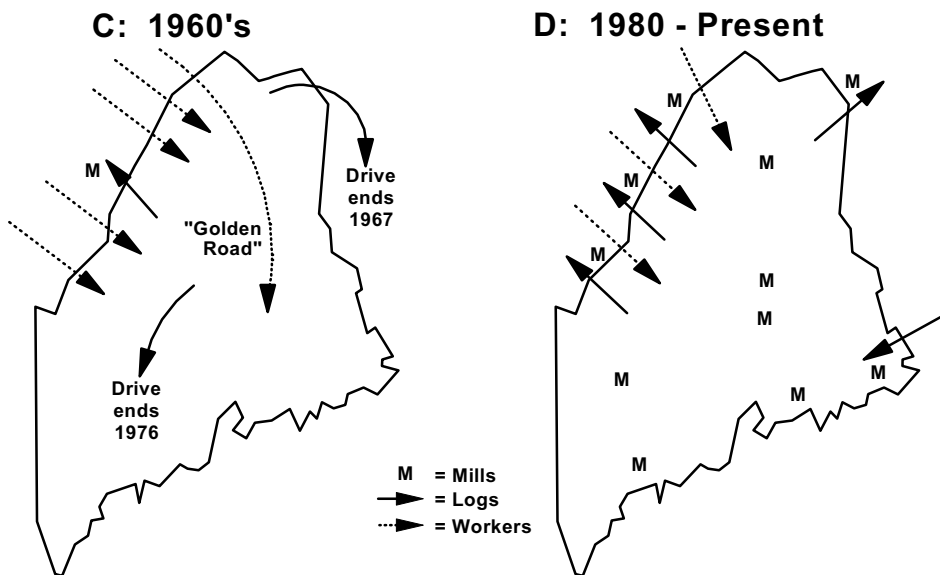 C: 1960's
M
"Golden
Road"
Drive
ends
1967
Drive
ends
1976
D: 1980 - Present
M
M
M
M
M
M
M
M
M
M
M
M = Mills
= Logs
= Workers